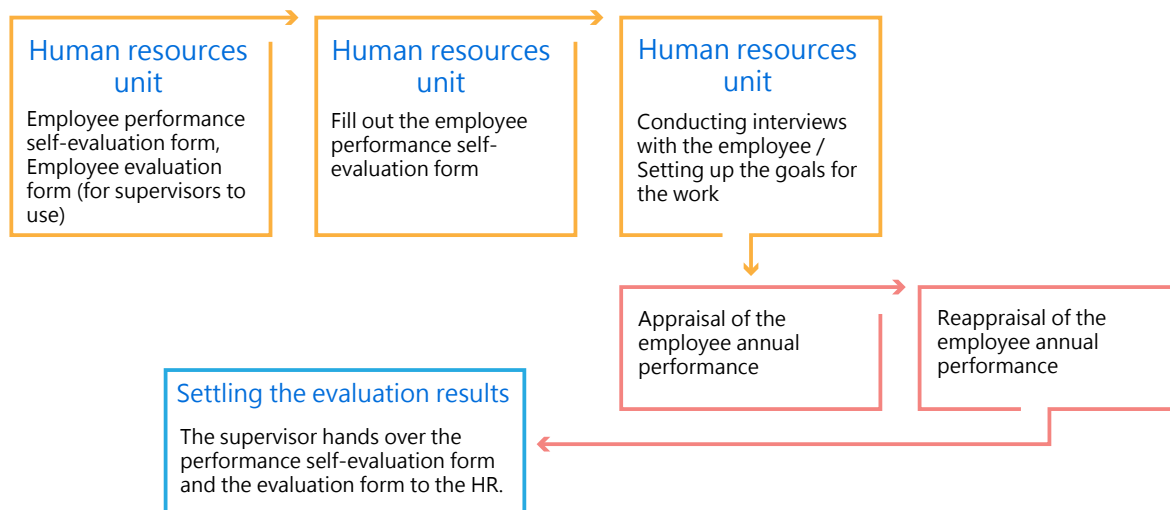 Human resources
unit
Employee performance
self-evaluation form,
Employee evaluation
form (for supervisors to
use)
Human resources
unit
Fill out the employee
performance self-
evaluation form
Human resources
unit
Conducting interviews
with the employee /
Setting up the goals for
the work
Appraisal of the
employee annual
performance
Reappraisal of the
employee annual
performance
Settling the evaluation results
The supervisor hands over the
performance self-evaluation form
and the evaluation form to the HR.